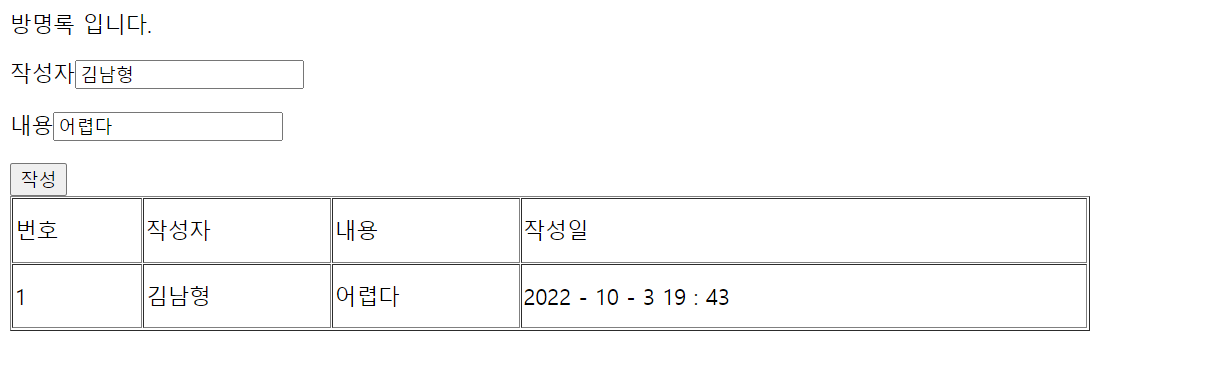 방명록 입니다.
작성자 김남형
내용 어렵다
작성
번호 작성자 내용 작성일
1 김남형 어렵다 2022 - 10 - 3 19 : 43